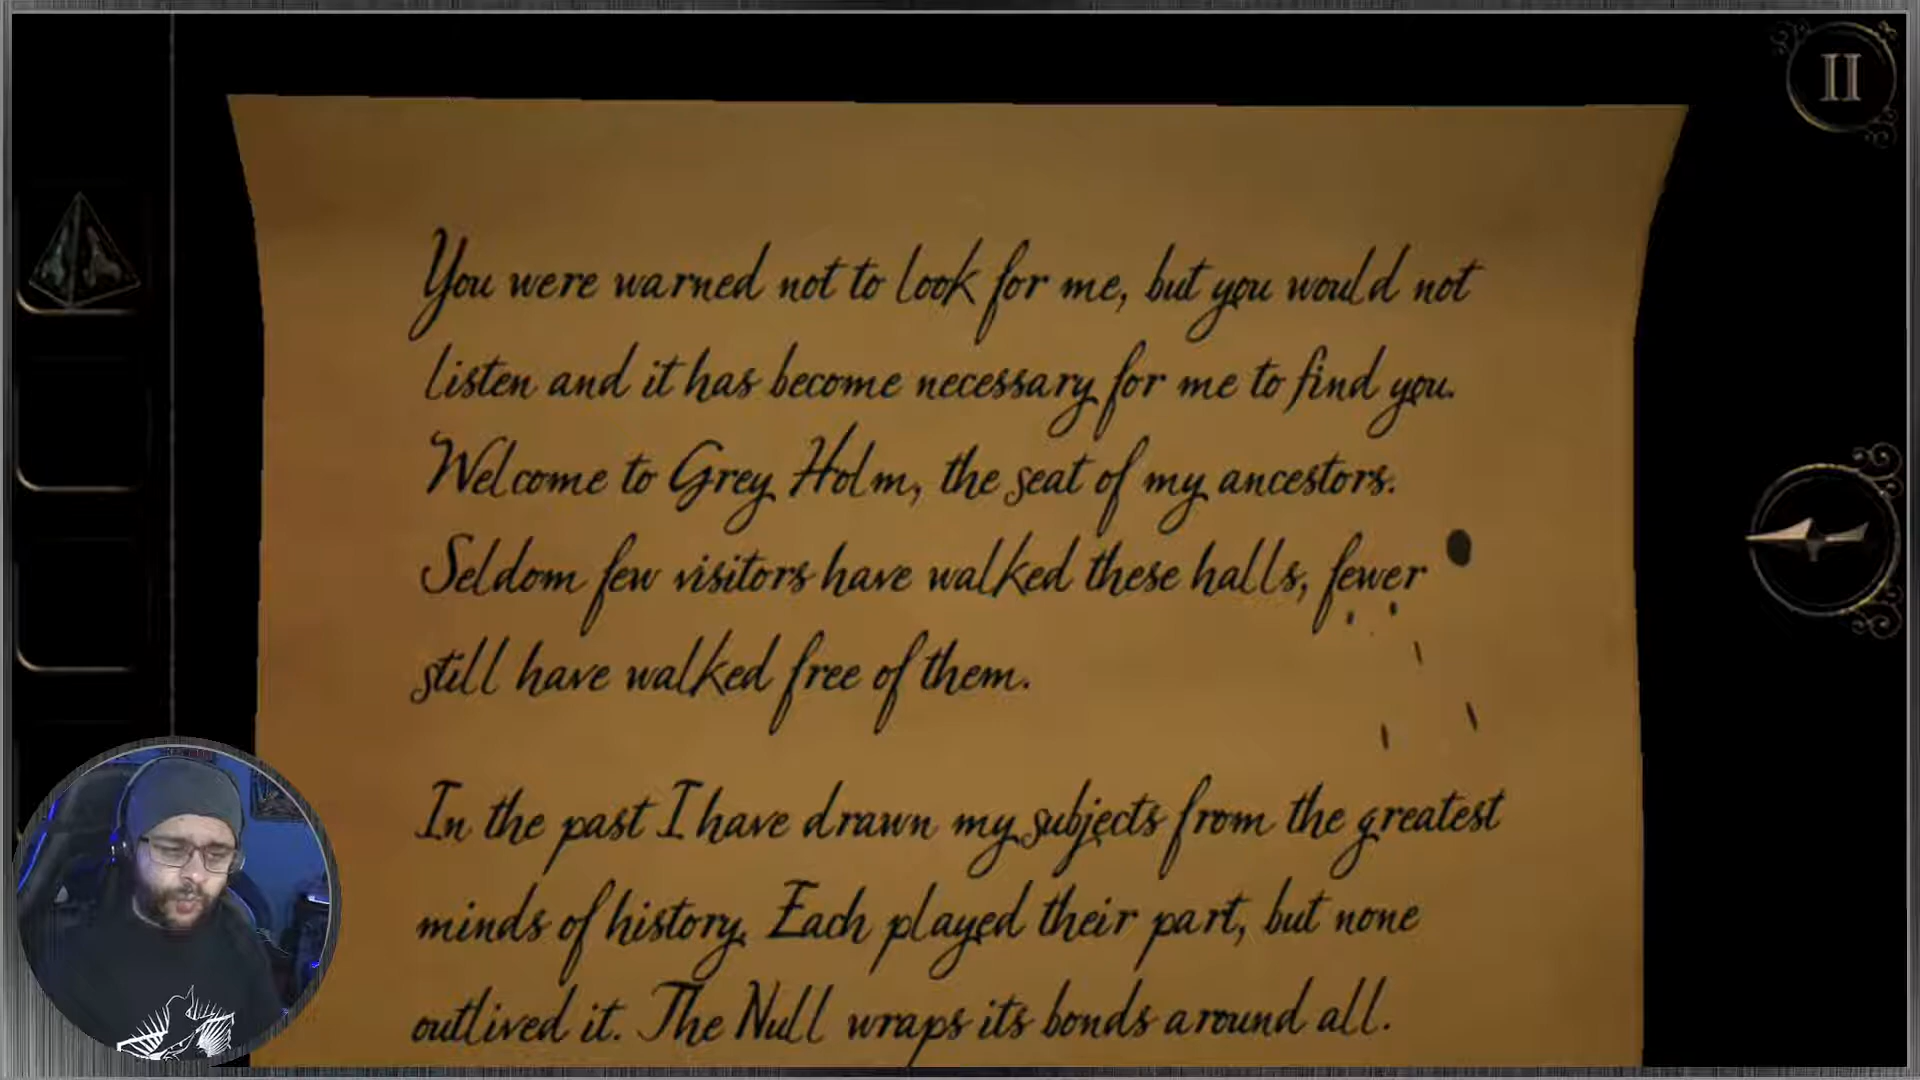 II
You were warned not to look for me, but you would not
listen and it has become necessary for me to find you.
Welcome to Grey Holm, the seat of my ancestors.
Seldom few visitors have walked these halls, fewer
still have walked free of them.
In the past I have drawn my subjects from the greatest
minds of history. Each played their part, but none
outlived it. The Null wraps its bonds around all.